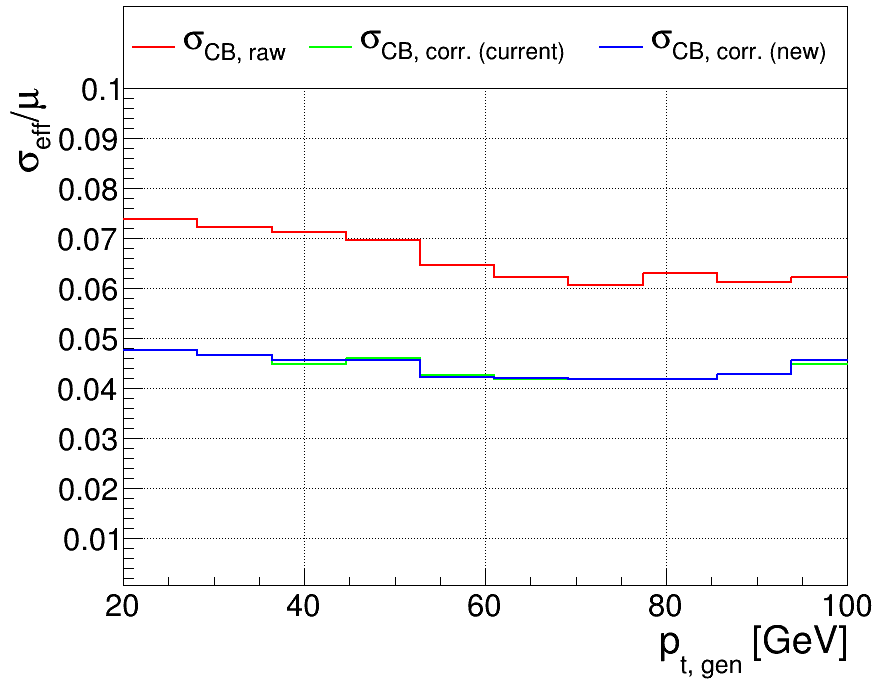 σCB, raw σCB, corr. (current) σCB, corr. (new)
σeff/μ
0.1
0.09
0.08
0.07
0.06
0.05
0.04
0.03
0.02
0.01
20 40 60 80 100
pt, gen [GeV]